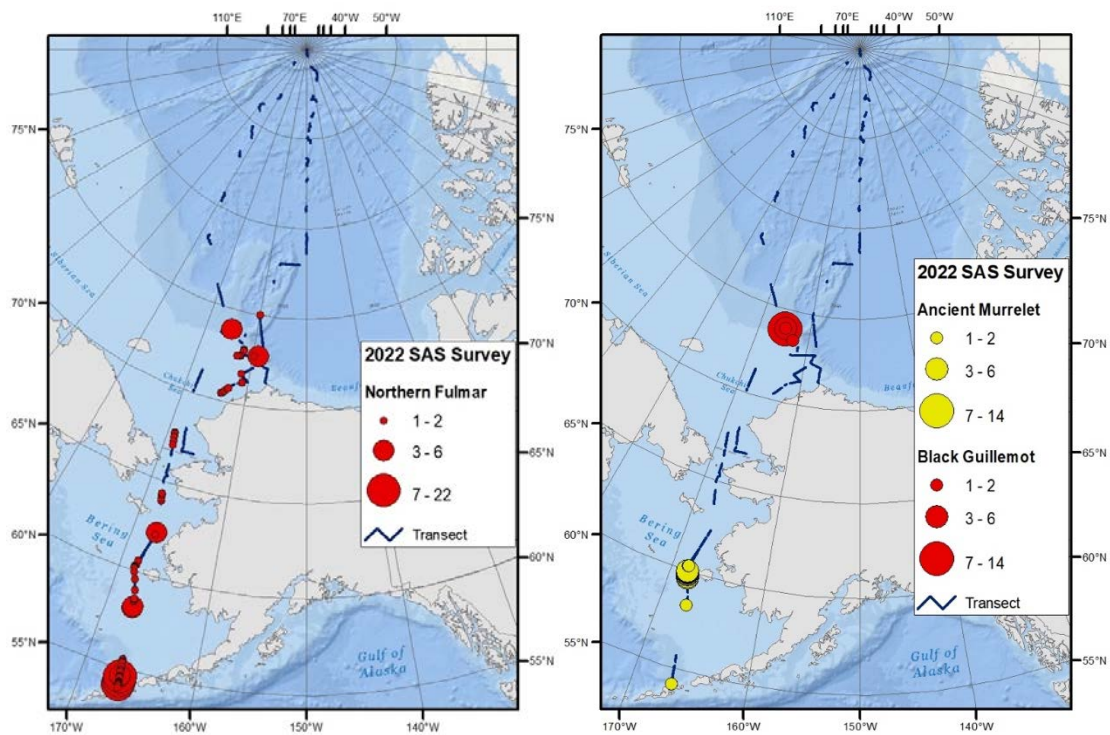 110°E 70°E 40°W 50°W
75°N
75°N
Siberian Sea
70°N
70°N
Chukchi Sea
Beaufo
65°N
65°N
60°N
60°N
Bering
Sea
55°N
55°N
Gulf of
Alaska
170°W 160°W 150°W 140°W
2022 SAS Survey
Northern Fulmar
1 - 2
3 - 6
7 - 22
Transect
110°E 70°E 40°W 50°W
75°N
75°N
Siberian Sea
70°N
70°N
Chukchi Sea
Beaufo
65°N
65°N
60°N
60°N
Bering
Sea
55°N
55°N
Gulf of
Alaska
170°W 160°W 150°W 140°W
2022 SAS Survey
Ancient Murrelet
1 - 2
3 - 6
7 - 14
Black Guillemot
1 - 2
3 - 6
7 - 14
Transect